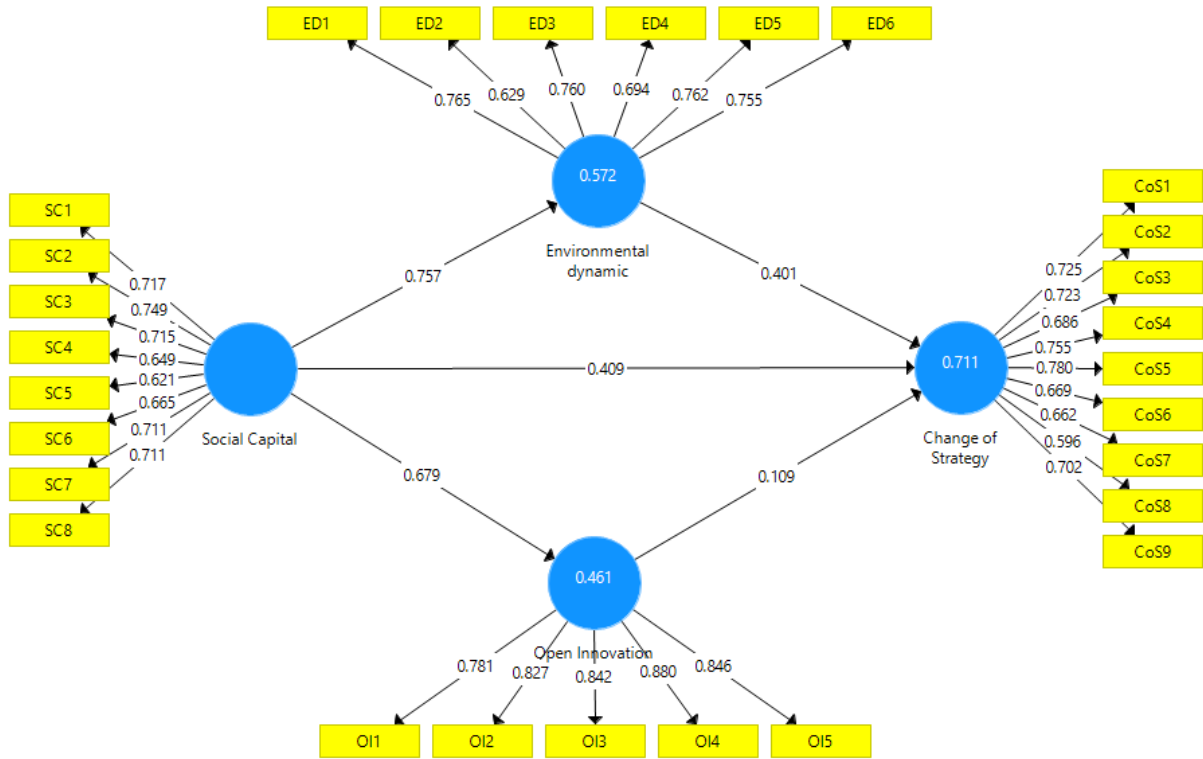 ED1 ED2 ED3 ED4 ED5 ED6
0.765 0.629 0.760 0.694 0.762 0.755
0.572
Environmental
dynamic
SC1
SC2
SC3
SC4
SC5
SC6
SC7
SC8
0.717
0.749
0.715
0.649
0.621
0.665
0.711
0.711
Social Capital
0.757
0.401
0.409
0.679
0.109
0.711
Change of
Strategy
0.725
0.723
0.686
0.755
0.780
0.669
0.662
0.596
0.702
CoS1
CoS2
CoS3
CoS4
CoS5
CoS6
CoS7
CoS8
CoS9
0.461
Open Innovation
0.781 0.827 0.842 0.880 0.846
OI1 OI2 OI3 OI4 OI5